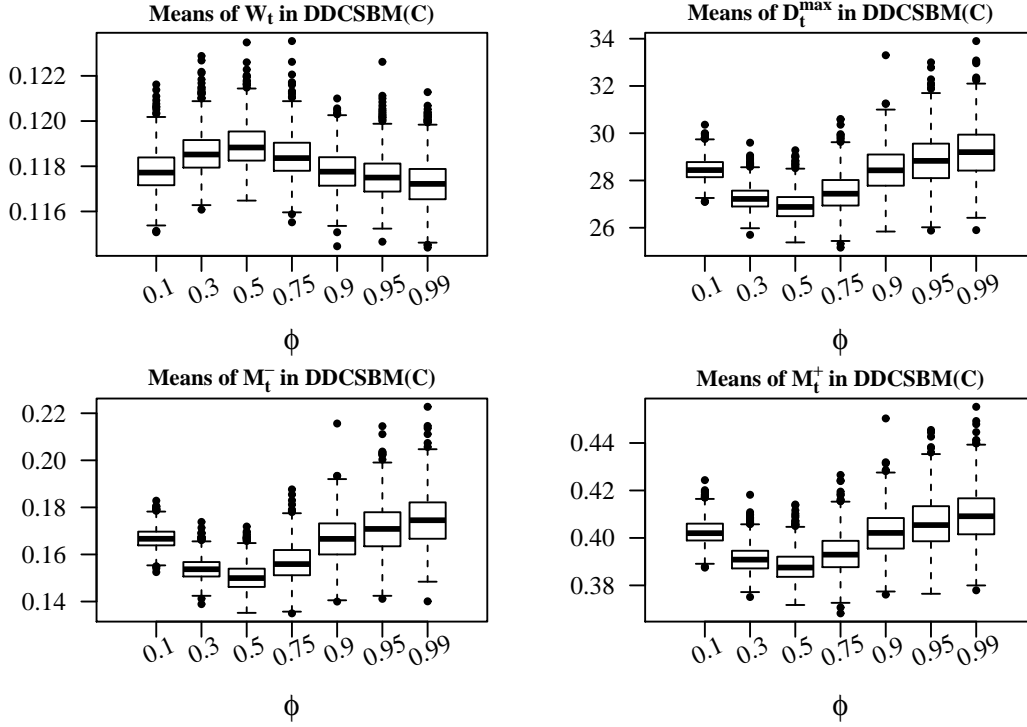 Means of W_t in DDCSBM(C)
0.122
0.120
0.118
0.116
0.1 0.3 0.5 0.75 0.9 0.95 0.99
ϕ
Means of D_t^max in DDCSBM(C)
34
32
30
28
26
0.1 0.3 0.5 0.75 0.9 0.95 0.99
ϕ
Means of M_t^− in DDCSBM(C)
0.22
0.20
0.18
0.16
0.14
0.1 0.3 0.5 0.75 0.9 0.95 0.99
ϕ
Means of M_t^+ in DDCSBM(C)
0.44
0.42
0.40
0.38
0.1 0.3 0.5 0.75 0.9 0.95 0.99
ϕ